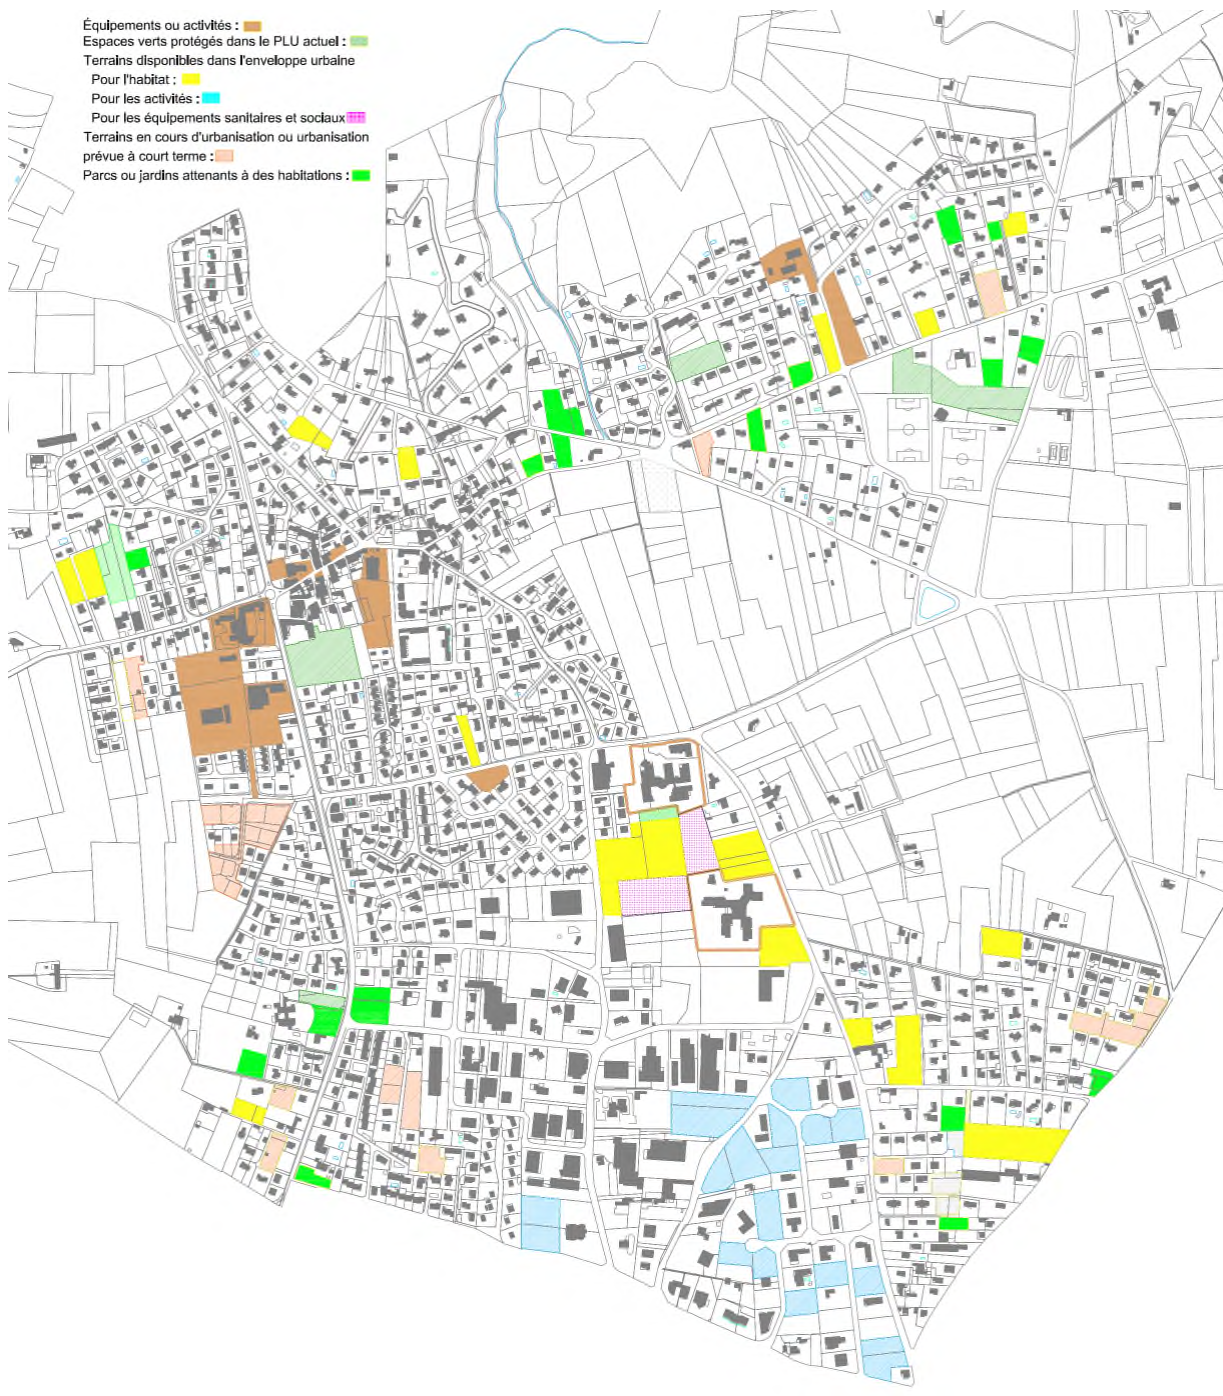 Équipements ou activités :
Espaces verts protégés dans le PLU actuel :
Terrains disponibles dans l'enveloppe urbaine
Pour l'habitat :
Pour les activités :
Pour les équipements sanitaires et sociaux
Terrains en cours d'urbanisation ou urbanisation
prévue à court terme :
Parcs ou jardins attenants à des habitations :